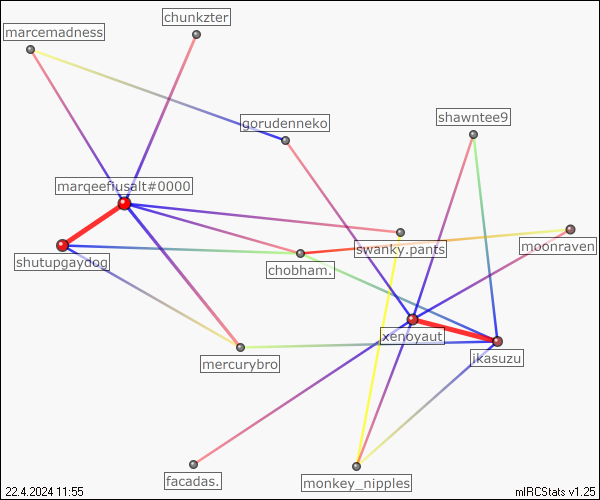 chunkzter
marcemadness
gorudenneko
shawntee9
marqeefiusalt#0000
swanky.pants
moonraven
shutupgaydog
chobham.
xenoyaut
ikasuzu
mercurybro
facadas.
monkey_nipples
22.4.2024 11:55
mIRCStats v1.25